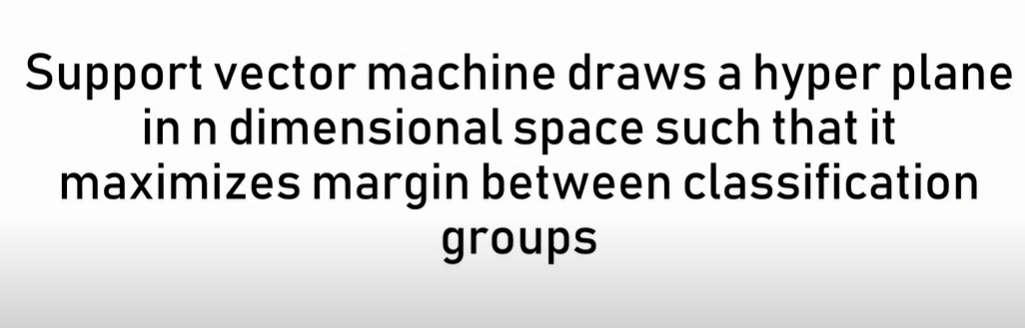 Support vector machine draws a hyper plane
in n dimensional space such that it
maximizes margin between classification
groups